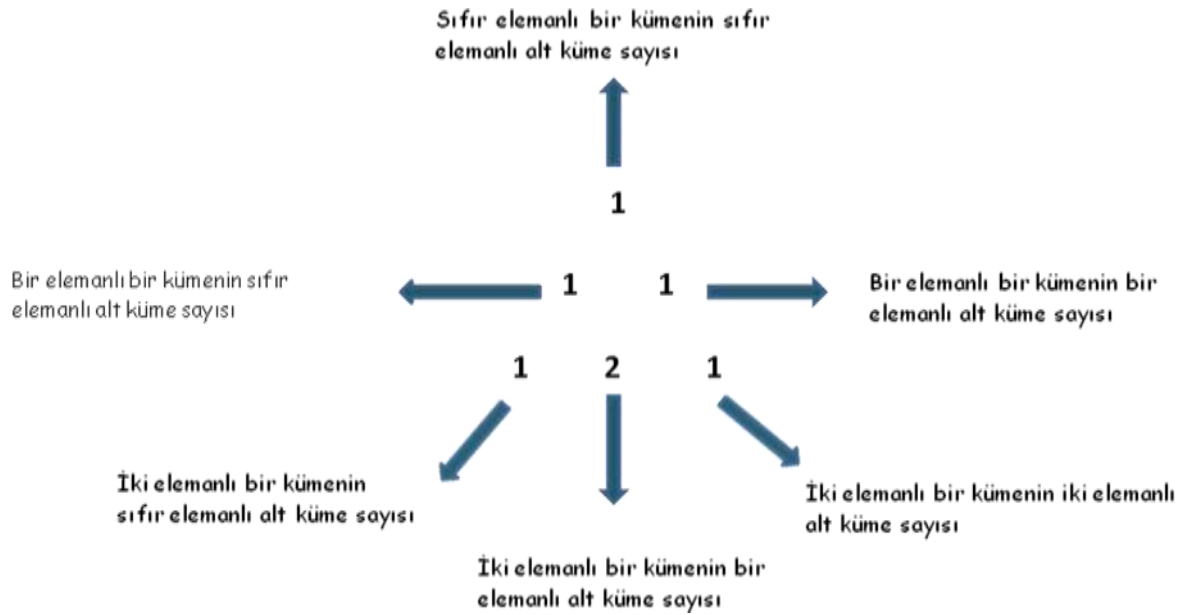 Sıfır elemanlı bir kümenin sıfır
elemanlı alt küme sayısı
1
Bir elemanlı bir kümenin sıfır
elemanlı alt küme sayısı
1 1
Bir elemanlı bir kümenin bir
elemanlı alt küme sayısı
1 2 1
İki elemanlı bir kümenin
sıfır elemanlı alt küme sayısı
İki elemanlı bir kümenin bir
elemanlı alt küme sayısı
İki elemanlı bir kümenin iki elemanlı
alt küme sayısı